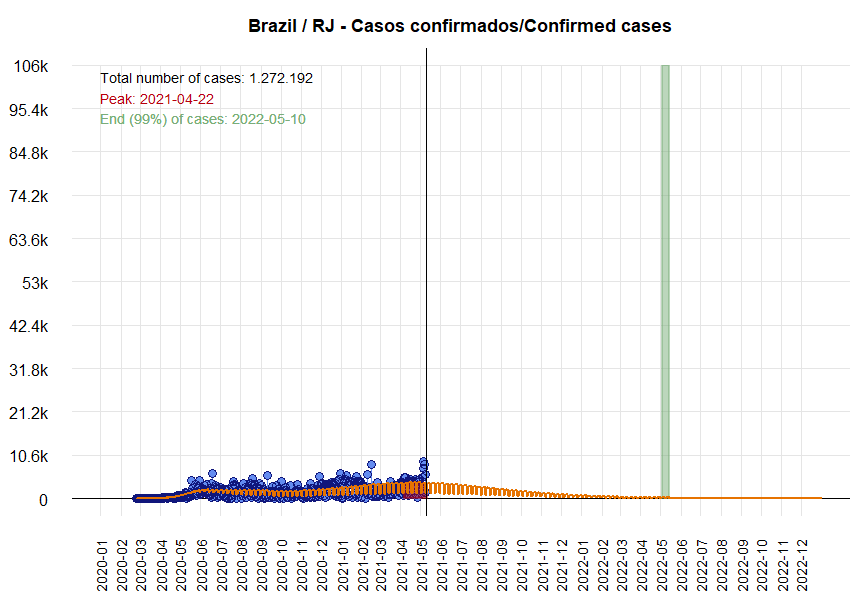 Brazil / RJ - Casos confirmados/Confirmed cases
106k
95.4k
84.8k
74.2k
63.6k
53k
42.4k
31.8k
21.2k
10.6k
0
Total number of cases: 1.272.192
Peak: 2021-04-22
End (99%) of cases: 2022-05-10
2020-01
2020-02
2020-03
2020-04
2020-05
2020-06
2020-07
2020-08
2020-09
2020-10
2020-11
2020-12
2021-01
2021-02
2021-03
2021-04
2021-05
2021-06
2021-07
2021-08
2021-09
2021-10
2021-11
2021-12
2022-01
2022-02
2022-03
2022-04
2022-05
2022-06
2022-07
2022-08
2022-09
2022-10
2022-11
2022-12